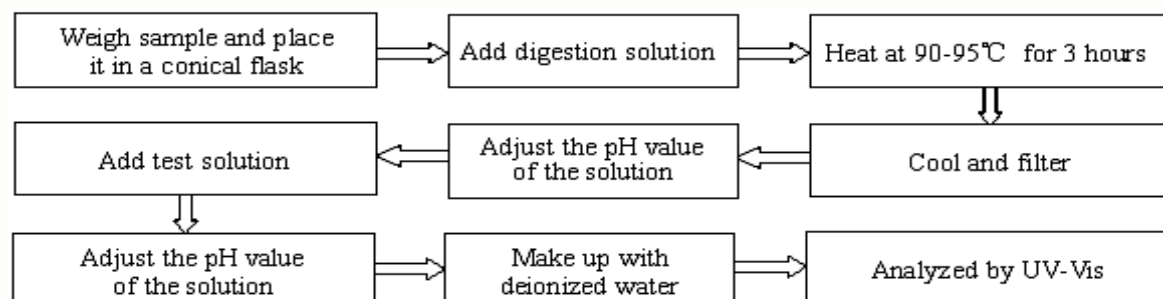 Weigh sample and place
it in a conical flask
Add digestion solution
Heat at 90-95℃ for 3 hours
Cool and filter
Adjust the pH value
of the solution
Add test solution
Adjust the pH value
of the solution
Make up with
deionized water
Analyzed by UV-Vis